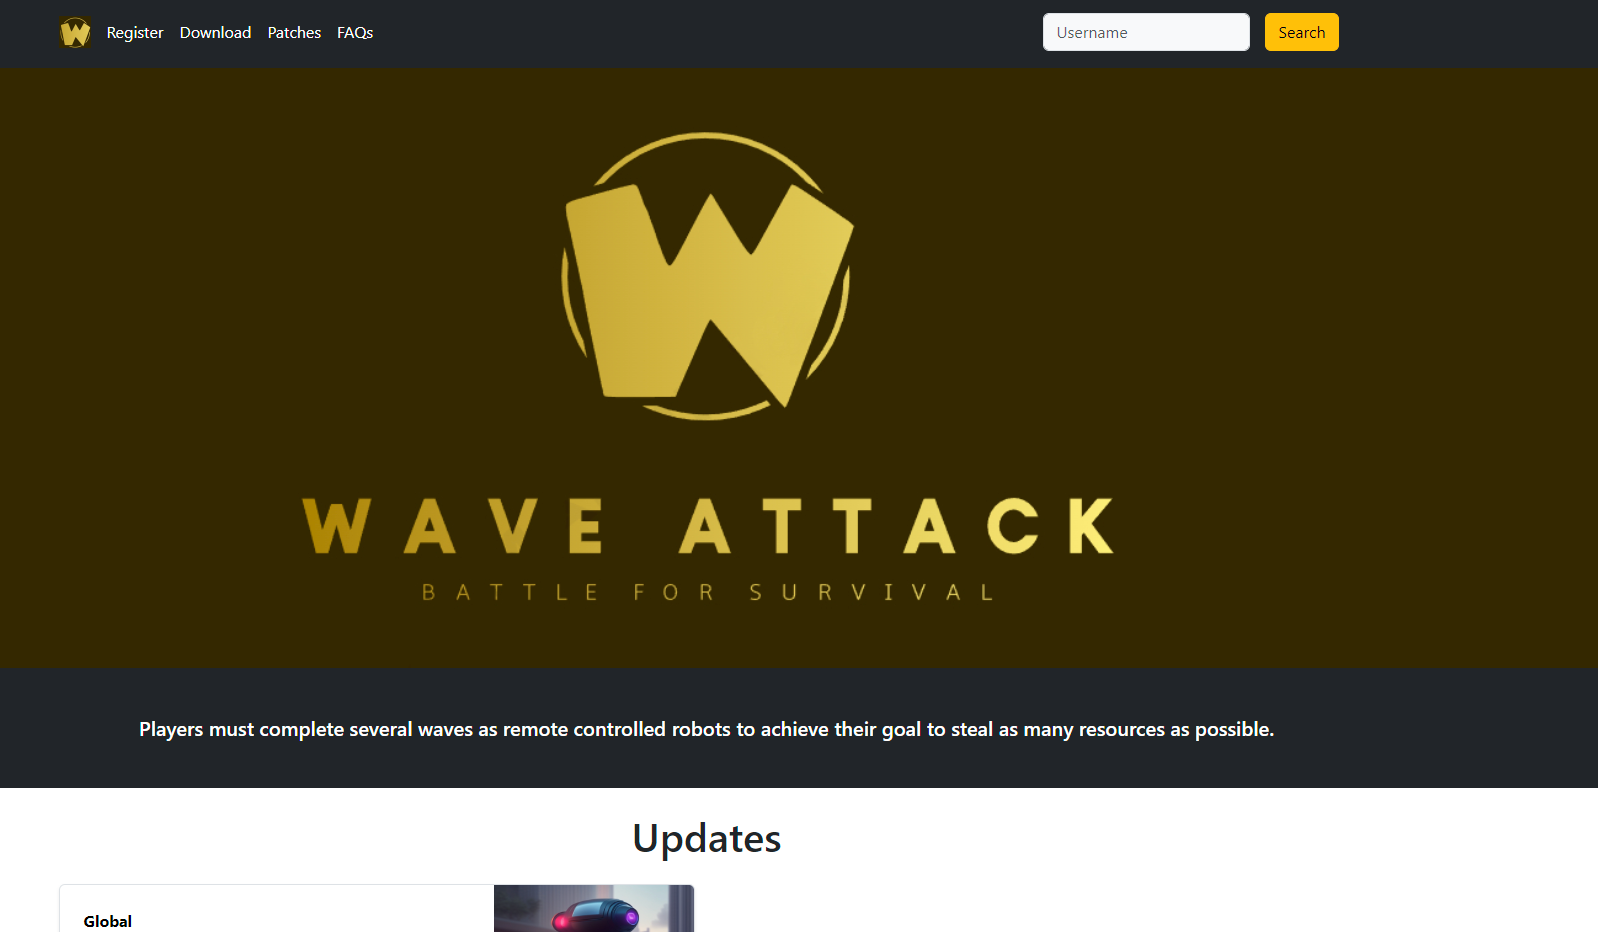 W Register Download Patches FAQs Username Search
W
WAVE ATTACK
BATTLE FOR SURVIVAL
Players must complete several waves as remote controlled robots to achieve their goal to steal as many resources as possible.
Updates
Global